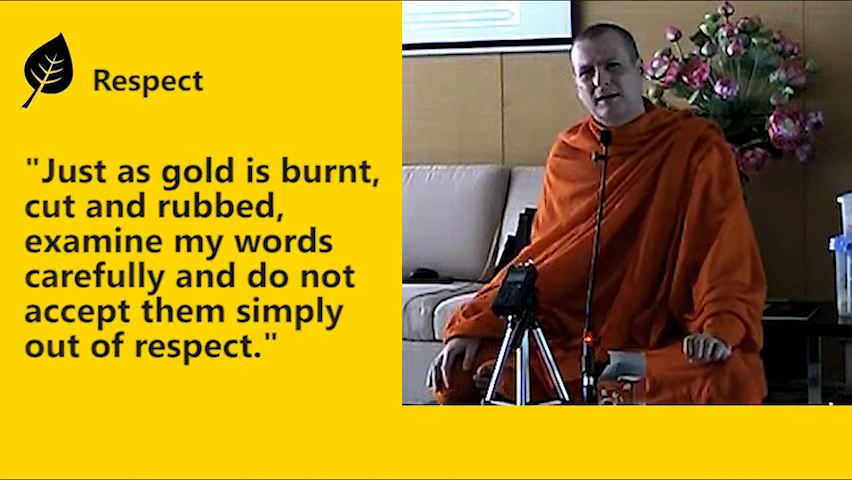 Respect
"Just as gold is burnt,
cut and rubbed,
examine my words
carefully and do not
accept them simply
out of respect."